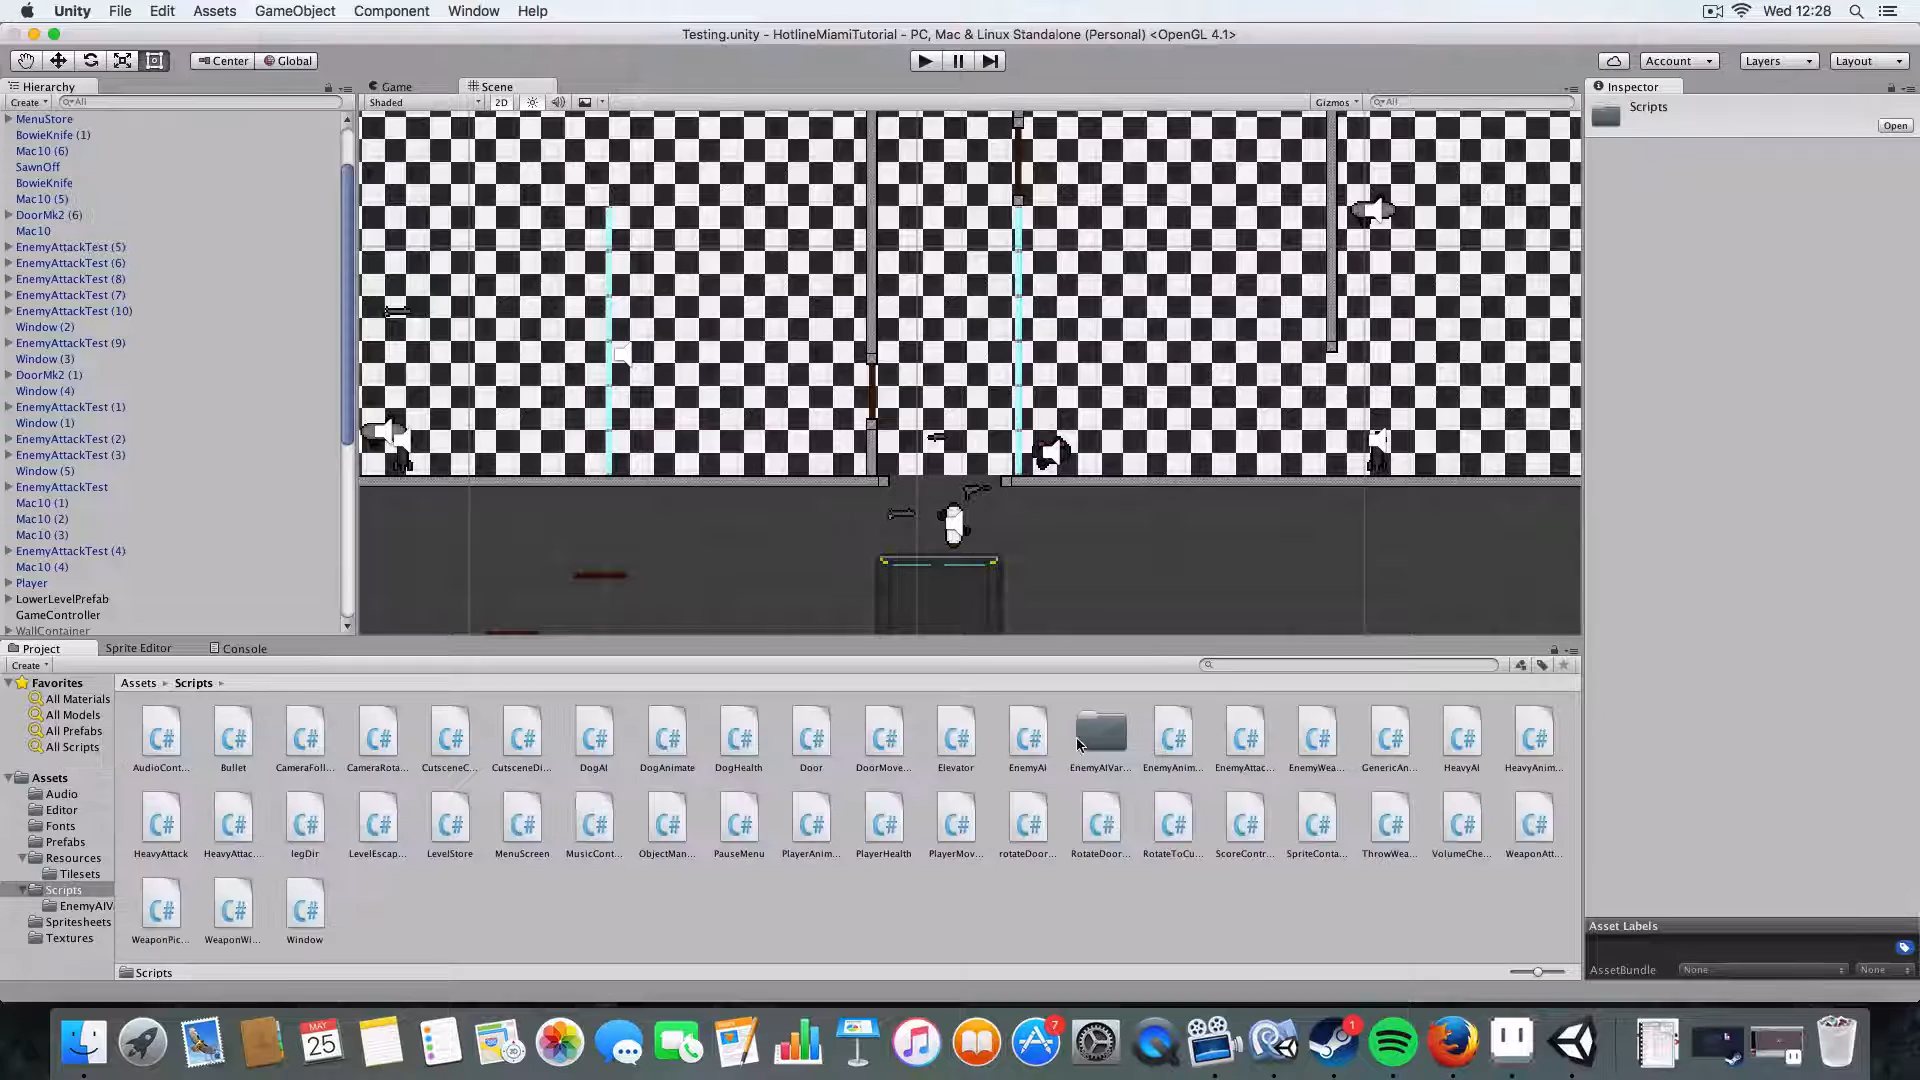 Unity File Edit Assets GameObject Component Window Help Wed 12:28
Testing.unity - HotlineMiamiTutorial - PC, Mac & Linux Standalone (Personal) <OpenGL 4.1>
Center Global Account Layers Layout
Hierarchy Game Scene Inspector
Create All Shaded 2D Gizmos All
Scripts
Open
MenuStore
BowieKnife (1)
Mac10 (6)
SawnOff
BowieKnife
Mac10 (5)
DoorMk2 (6)
Mac10
EnemyAttackTest (5)
EnemyAttackTest (6)
EnemyAttackTest (8)
EnemyAttackTest (7)
EnemyAttackTest (10)
Window (2)
EnemyAttackTest (9)
Window (3)
DoorMk2 (1)
Window (4)
EnemyAttackTest (1)
Window (1)
EnemyAttackTest (2)
EnemyAttackTest (3)
Window (5)
EnemyAttackTest
Mac10 (1)
Mac10 (2)
Mac10 (3)
EnemyAttackTest (4)
Mac10 (4)
Player
LowerLevelPrefab
GameController
WallContainer
Project Sprite Editor Console
Create
Favorites
All Materials
All Models
All Prefabs
All Scripts
Assets
Audio
Editor
Fonts
Prefabs
Resources
Tilesets
Scripts
EnemyAIV
Spritesheets
Textures
Assets Scripts
AudioCont... Bullet CameraFoll... CameraRota... CutsceneC... CutsceneDi... DogAI DogAnimate DogHealth Door DoorMove... Elevator EnemyAI EnemyAIVar... EnemyAnim... EnemyAttac... EnemyWea... GenericAn... HeavyAI HeavyAnim...
HeavyAttack HeavyAttac... legDir LevelEscap... LevelStore MenuScreen MusicCont... ObjectMan... PauseMenu PlayerAnim... PlayerHealth PlayerMov... rotateDoor... RotateDoor... RotateToCu... ScoreContr... SpriteConta... ThrowWea... VolumeChe... WeaponAtt...
WeaponPic... WeaponWi... Window
Scripts
Asset Labels
AssetBundle None None
MAY
25
7
1